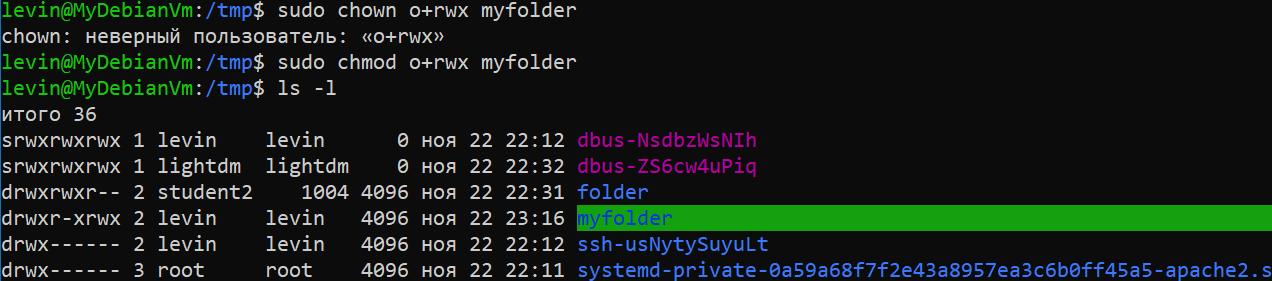 levin@MyDebianVm:/tmp$ sudo chown o+rwx myfolder
chown: неверный пользователь: «o+rwx»
levin@MyDebianVm:/tmp$ sudo chmod o+rwx myfolder
levin@MyDebianVm:/tmp$ ls -l
итого 36
srwxrwxrwx 1 levin    levin      0 ноя 22 22:12 dbus-NsdbzWsNIh
srwxrwxrwx 1 lightdm  lightdm    0 ноя 22 22:32 dbus-ZS6cw4uPiq
drwxrwxr-- 2 student2    1004 4096 ноя 22 22:31 folder
drwxr-xrwx 2 levin    levin   4096 ноя 22 23:16 myfolder
drwx------ 2 levin    levin   4096 ноя 22 22:12 ssh-usNytySuyuLt
drwx------ 3 root     root    4096 ноя 22 22:11 systemd-private-0a59a68f7f2e43a8957ea3c6b0ff45a5-apache2.s